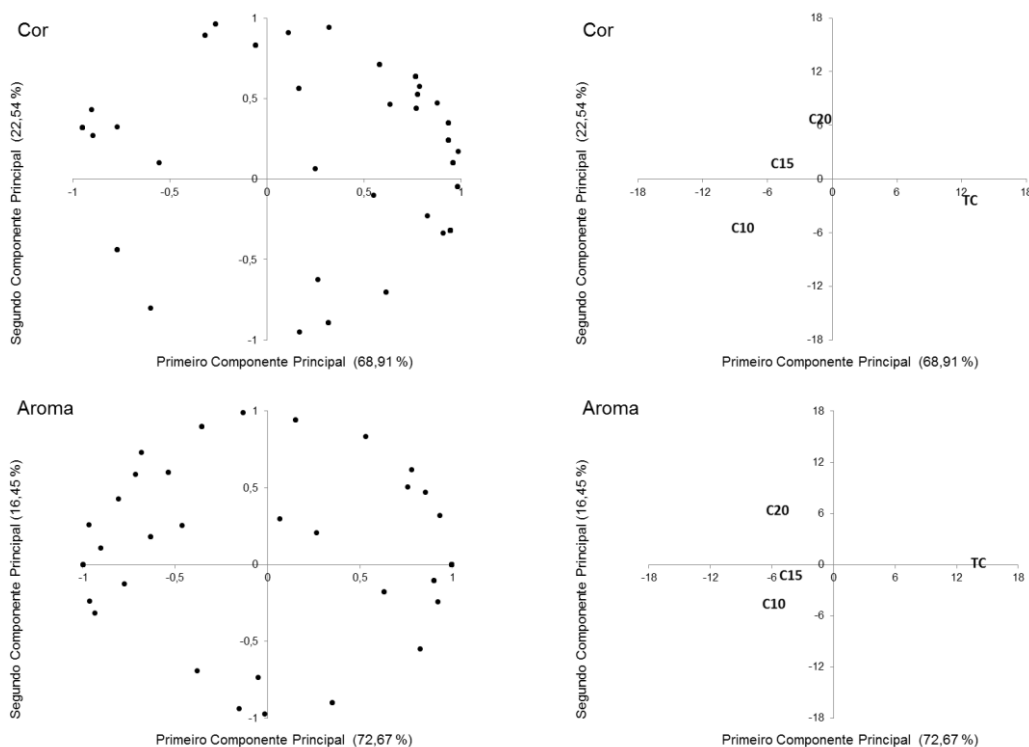 Cor
Segundo Componente Principal (22,54 %)
1
0,5
0
-0,5
-1
-1
-0,5
0
0,5
1
Primeiro Componente Principal (68,91 %)
Cor
Segundo Componente Principal (22,54 %)
18
12
6
0
-6
-12
-18
-18
-12
-6
0
6
12
18
C20
C15
C10
TC
Primeiro Componente Principal (68,91 %)
Aroma
Segundo Componente Principal (16,45 %)
1
0,5
0
-0,5
-1
-1
-0,5
0
0,5
1
Primeiro Componente Principal (72,67 %)
Aroma
Segundo Componente Principal (16,45 %)
18
12
6
0
-6
-12
-18
-18
-12
-6
0
6
12
18
C20
TC
C15
C10
Primeiro Componente Principal (72,67 %)